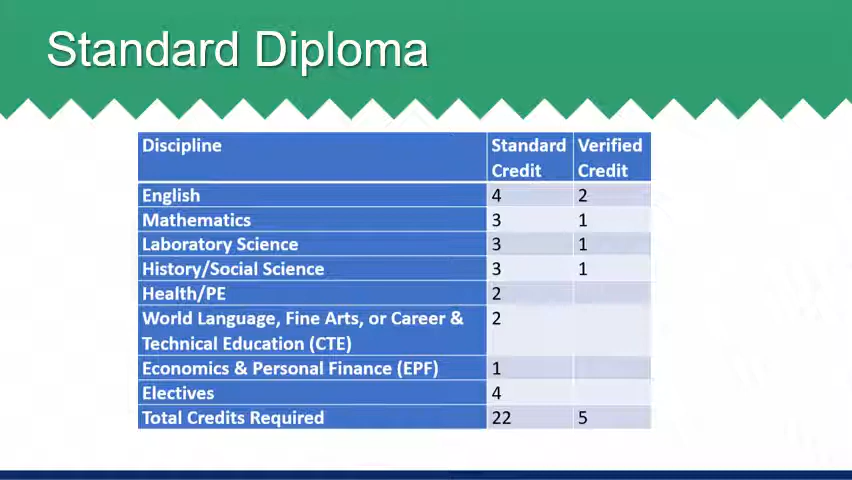 Standard Diploma
Discipline Standard Verified
Credit Credit
English 4 2
Mathematics 3 1
Laboratory Science 3 1
History/Social Science 3 1
Health/PE 2
World Language, Fine Arts, or Career & 2
Technical Education (CTE)
Economics & Personal Finance (EPF) 1
Electives 4
Total Credits Required 22 5